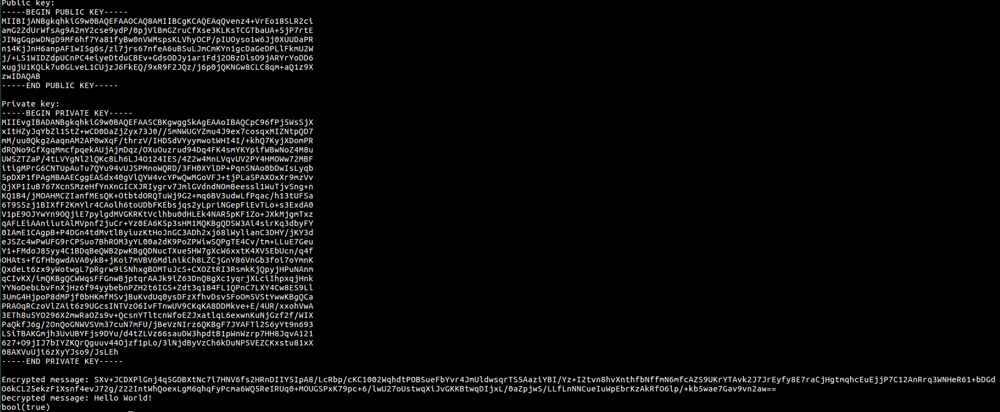 Public key:
-----BEGIN PUBLIC KEY-----
MIIBIjANBgkqhkiG9w0BAQEFAAOCAQ8AMIIBCgKCAQEAqQvenz4+VrEo18SLR2ci
amG2ZdUrWfsAg9A2mY2cse9ydP/0pjVlBmGZruCfXse3KLKsTCGTbaUA+5jP7rtE
JINgGqpwDNgD9MF6hf7Ya81fyBw0nVWMspsKLVhyOCP/pIUOyso1w6Jj0XUUDaPR
n14KjJnH6anpAFIwI5g6s/zl7jrs67nfeA6uBSuLJmCmKYn1gcDaGeDPLlFkmU2W
j/+LS1WIDZdpUCnPC4eiyeDtduCBEv+GdsODJy1ar1Fdj2OBzDlsO9jARYrYoDD6
xugjU1KQLk7u0GLveL1CUjzJ6FkEQ/9xR9F2JQz/j6p0jQKNGw8CLC8qm+aQ1z9X
zwIDAQAB
-----END PUBLIC KEY-----
Private key:
-----BEGIN PRIVATE KEY-----
MIIEvgIBADANBgkqhkiG9w0BAQEFAASCBKgwggSkAgEAAoIBAQCpC96fPj5WsSjX
xItHZyJqYbZl1StZ+wCD0DaZjZyx73J0//SmNWUGYZmu4J9ex7cosqxMIZNtpQD7
mM/uu0Qkg2AaqnAM2AP0wXqF/thrzV/IHDSdVYyymwotWHI4I/+khQ7KyjXDomPR
dRQNo9GfXgqMmcfpqekAUjAjmDqz/OXuOuzrud94Dq4FK4smYKYpifWBwNoZ4M8u
UWSZTZaP/4tLVYgNl2lQKc8Lh6LJ4O124IES/4Z2w4MnLVqvUV2PY4HMOWw72MBF
itigMPrG6CNTUpAuTu7QYu94vUJSPMnoWQRD/3FH0XYlDP+PqnSNAo0bDwIsLyqb
5pDXP1fPAgMBAAECggEASdx40gVlQYW4vcYPwQwMGoVFJ+tjPLaSPAXOxXr9mzVv
QjXP1IuB767XcnSMzeHfYnXnGICXJRIygrv7JmlGVdndNOmBeessl1WuTjvSng+n
KQ1B4/jMOAHMCZIanfMEsQK+OtbtdORQTuWj9G2+mq6BV3udwLfPqac/h13tUFSa
6T9S5zj1BIXfF2KmYlr4CAolh6toUDbFKEbsjqs2yLpriNGepFiEvTLo+s3ExdA0
V1pE9OJYwYn9OQjiE7pylgdMVGKRKtVclhbu0dHLEk4NAR5pKF1Zo+JXkMjgmTxz
qAFLEiAAniiutAlMVpnf2juCr+Yz0EA6K5p3sHM1MQKBgQDSW3Ai4sirKq3dbyFY
0IAmE1CAgpB+P4DGn4tdMvtlByiuzKtHoJnGC3ADh2xj68lWylianC3DHY/jKY3d
eJSZc4wPwUFG9rCPSuo7BhROM3yYL00a2dK9PoZPWiwSQPgTE4Cv/tm+LLuE7Geu
Y1+FMdoJ85yy4C1BDqBeQWB2pwKBgQDNucTXue5HW7gXcW6xxtK4XV5EbUcn/q4f
OHAts+fGfHbgwdAVA0ykB+jKoi7mVBV6MdlnikCh8LZCjGnY86VnGb3foi7oYmnK
QxdeLt6zx9yWotwgL7pRgrw9iSNhxgBOMTuJcS+CXOZtRI3RsmkKjQpyjHPuNAnm
qCIvKX/imQKBgQCWWqsFFGnwBjptqrAAJk9iZ63DnQ8gXc1yqrjXLciIhpxqjHnk
YYNoDebLbvFnXjHz6f94yybebnPZH2t6IGS+Zdt3q184FL1QPnC7LXY4Cw8ES9Ll
3UmG4HjpoP8dMPjf0bHKmfMSvjBuKvdUq0ysDFzXfhvDsv5FoOm5VStYwwKBgQCa
PRAOqRCzoVlZAit6z9UGcsINTVzO6IvFTnwUV9CKqKA8DDMkve+E/4UR/xxohVwA
3ETh8u5YO296X2mwRaOZs9v+QcsnYTltcnWfoEZJxatlqL6exwnKuNjGzf2f/WIX
PaQkfJ6g/2OnQoGNWVSVm37cuN7mFU/jBeVzNIrz6QKBgF7JYAFTl2S6yYt9n693
LSiTBAKGmjh3UvUBYFjs9DYu/d4tZLVz66sauDW3hpdtB1pWnWzrp7HH8JqvA121
627+O9jIJ7bIYZKQrQguuv44Ojzf1pLo/3lNjdByVzCh6kDuNP5VEZCKxstu81xX
08AXVuUji6zXyYJso9/JsLEh
-----END PRIVATE KEY-----
Encrypted message: SXv+JCDXPlGnj4q5GDBXtNc7i7HNV6fs2HRnDIIY5IpA8/LcRbp/cKC1002WqhdtPOBSueFbYvr4JmUldwsqrTS5AaziYBI/Yz+I2tvn8hvXnthfbNffmN6mfcAZS9UKrYTAvk2J7JrEyfy8E7raCjHgtmqhcEuEjjP7C12AnRrq3WNHeR61+bDGd
O6kCL25ekzF1Xsnf4evJ72g/222IntWhQoexLgM6qhqFyPcma6WQ5ReIRUq0+MOUGSPxK79pc+6/lwU27oUstwqXiJvGKKBtwqDIjxL/0aZpjwS/LLfLnNNCueIuWpEbrKzAkRfO6lp/+kb5wae7Gav9vn2aw==
Decrypted message: Hello World!
bool(true)